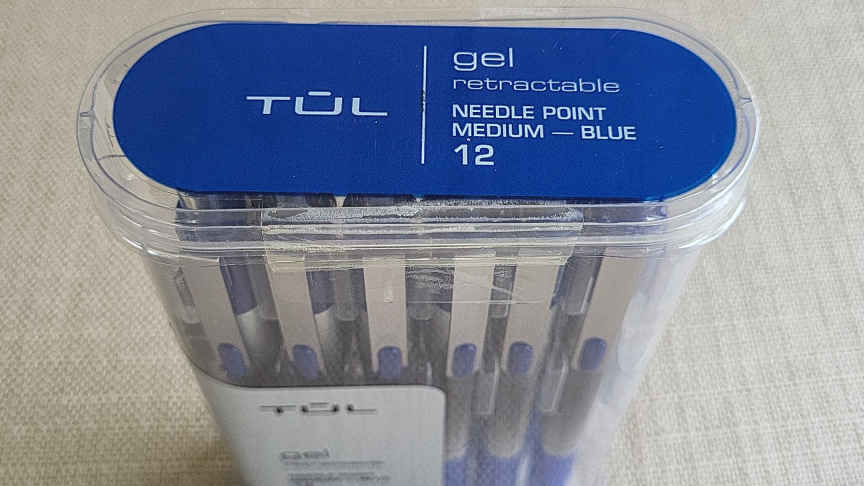 TŪL
gel
retractable
NEEDLE POINT
MEDIUM — BLUE
12
TŪL
gel